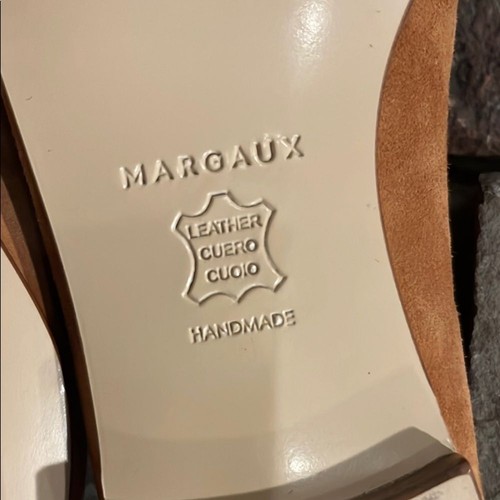 MARGAUX
LEATHER
CUERO
CUOIO
HANDMADE